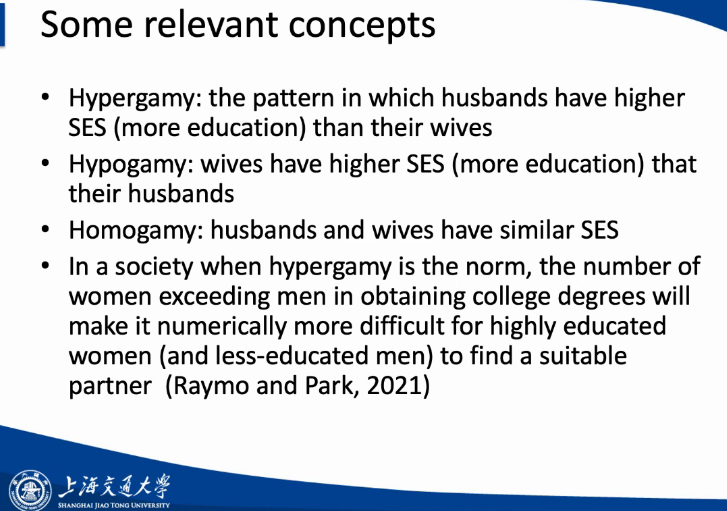 Some relevant concepts
• Hypergamy: the pattern in which husbands have higher
SES (more education) than their wives
• Hypogamy: wives have higher SES (more education) that
their husbands
• Homogamy: husbands and wives have similar SES
• In a society when hypergamy is the norm, the number of
women exceeding men in obtaining college degrees will
make it numerically more difficult for highly educated
women (and less-educated men) to find a suitable
partner (Raymo and Park, 2021)
上海交通大学
SHANGHAI JIAO TONG UNIVERSITY